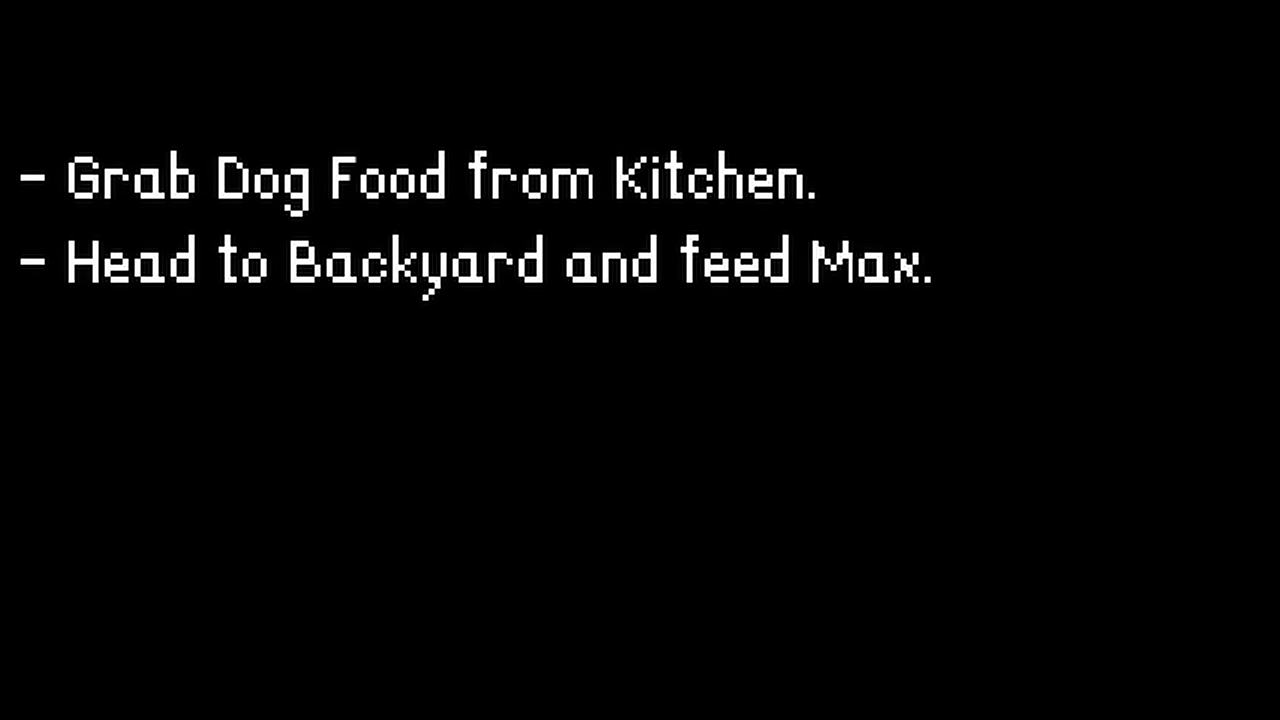 - Grab Dog Food from Kitchen.
- Head to Backyard and feed Max.